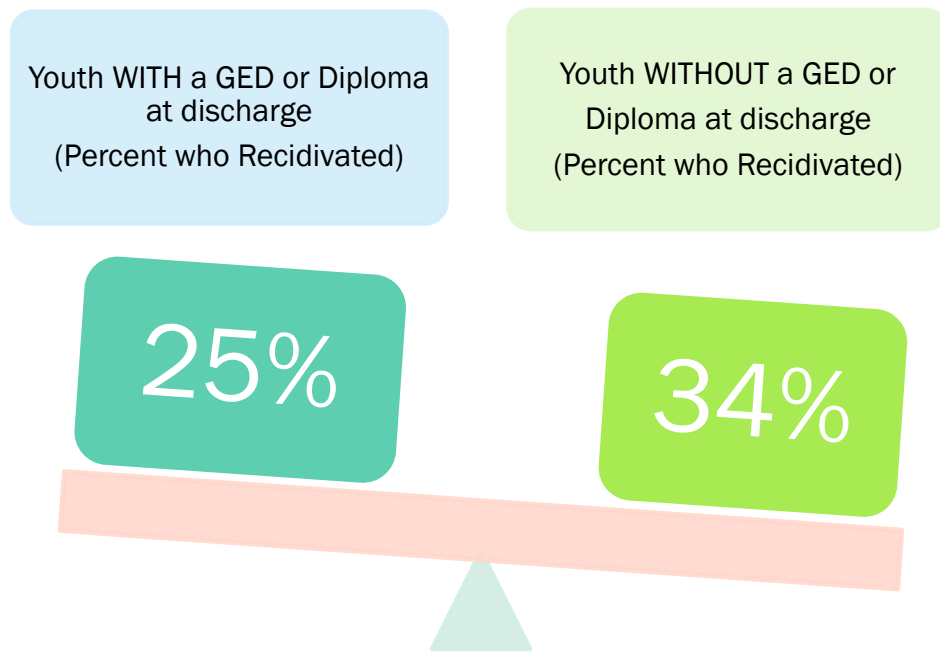 Youth WITH a GED or Diploma
at discharge
(Percent who Recidivated)
Youth WITHOUT a GED or
Diploma at discharge
(Percent who Recidivated)
25%
34%